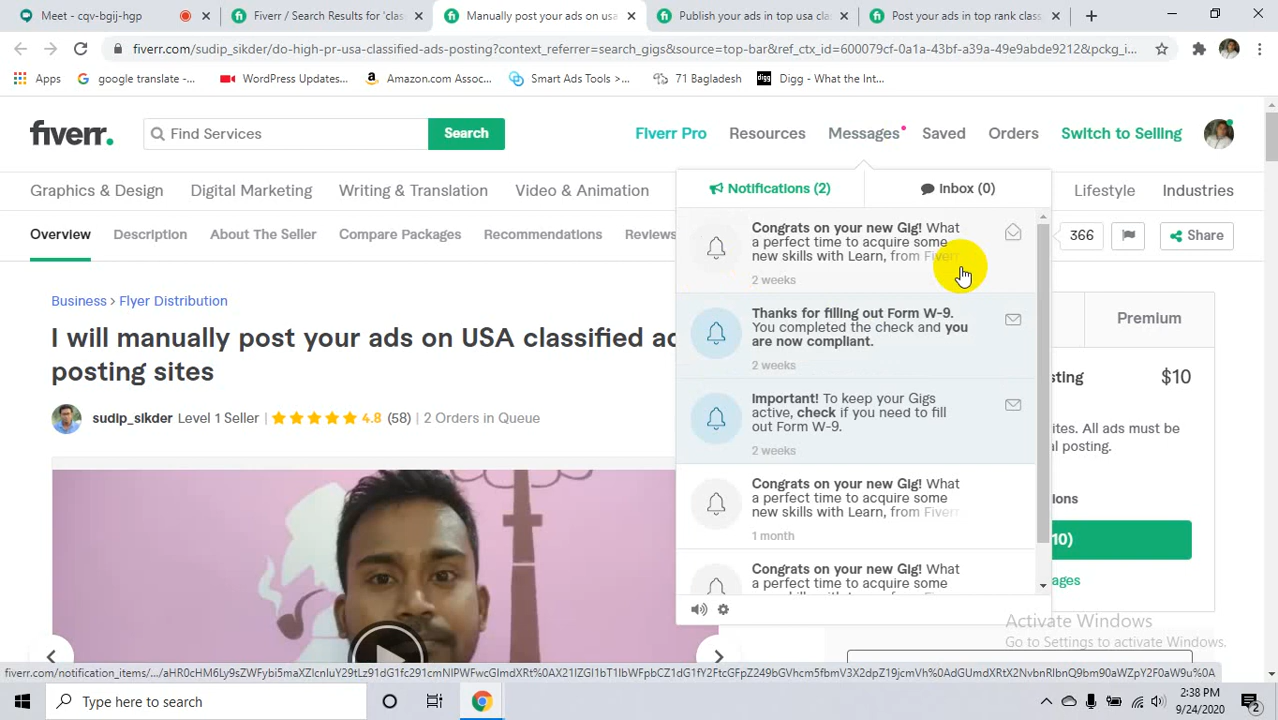 Meet - cqv-bgij-hgp
Fiverr / Search Results for 'clas
Manually post your ads on usa
Publish your ads in top usa clas
Post your ads in top rank class
fiverr.com/sudip_sikder/do-high-pr-usa-classified-ads-posting?context_referrer=search_gigs&source=top-bar&ref_ctx_id=600079cf-0a1a-43bf-a39a-49e9abde9212&pckg_i...
Apps
google translate -...
WordPress Updates...
Amazon.com Assoc...
Smart Ads Tools >...
71 Bagladesh
Digg - What the Int...
fiverr.
Find Services
Search
Fiverr Pro
Resources
Messages
Saved
Orders
Switch to Selling
Graphics & Design
Digital Marketing
Writing & Translation
Video & Animation
Lifestyle
Industries
Notifications (2)
Inbox (0)
Overview
Description
About The Seller
Compare Packages
Recommendations
Reviews
366
Share
Congrats on your new Gig! What
a perfect time to acquire some
new skills with Learn, from Fiverr
2 weeks
Thanks for filling out Form W-9.
You completed the check and you
are now compliant.
2 weeks
Important! To keep your Gigs
active, check if you need to fill
out Form W-9.
2 weeks
Congrats on your new Gig! What
a perfect time to acquire some
new skills with Learn, from Fiverr
1 month
Congrats on your new Gig! What
a perfect time to acquire some
Business › Flyer Distribution
I will manually post your ads on USA classified ad
posting sites
sudip_sikder Level 1 Seller | 4.8 (58) | 2 Orders in Queue
Premium
sting
$10
sites. All ads must be
al posting.
ions
10)
ages
Activate Windows
Go to Settings to activate Windows.
Type here to search
2:38 PM
9/24/2020
2